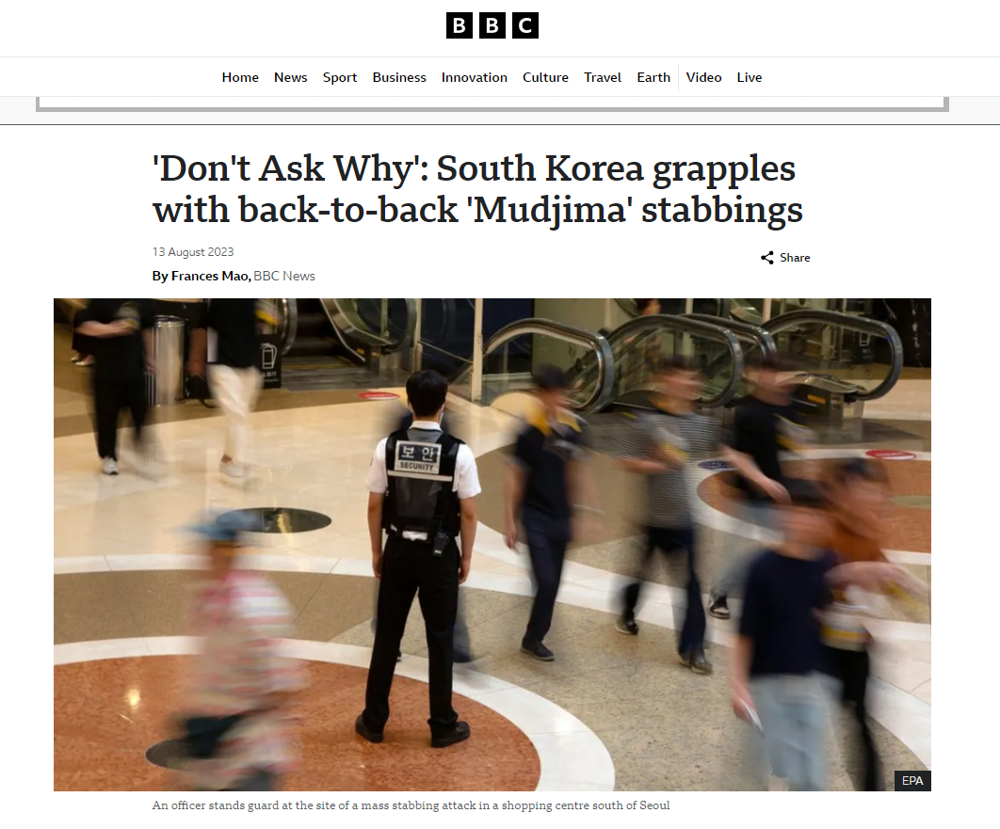 BBC
Home News Sport Business Innovation Culture Travel Earth Video Live
'Don't Ask Why': South Korea grapples
with back-to-back 'Mudjima' stabbings
13 August 2023
Share
By Frances Mao, BBC News
보안
SECURITY
EPA
An officer stands guard at the site of a mass stabbing attack in a shopping centre south of Seoul